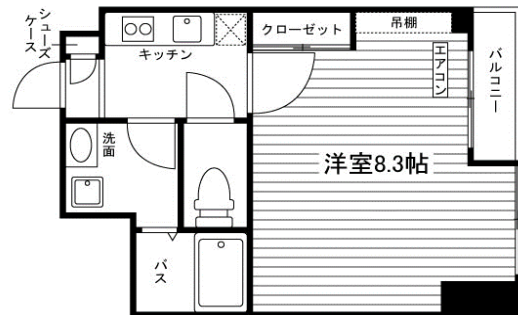 シューズ
ケース
キッチン
クローゼット
吊棚
エアコン
バルコニー
洗面
洋室8.3帖
バス